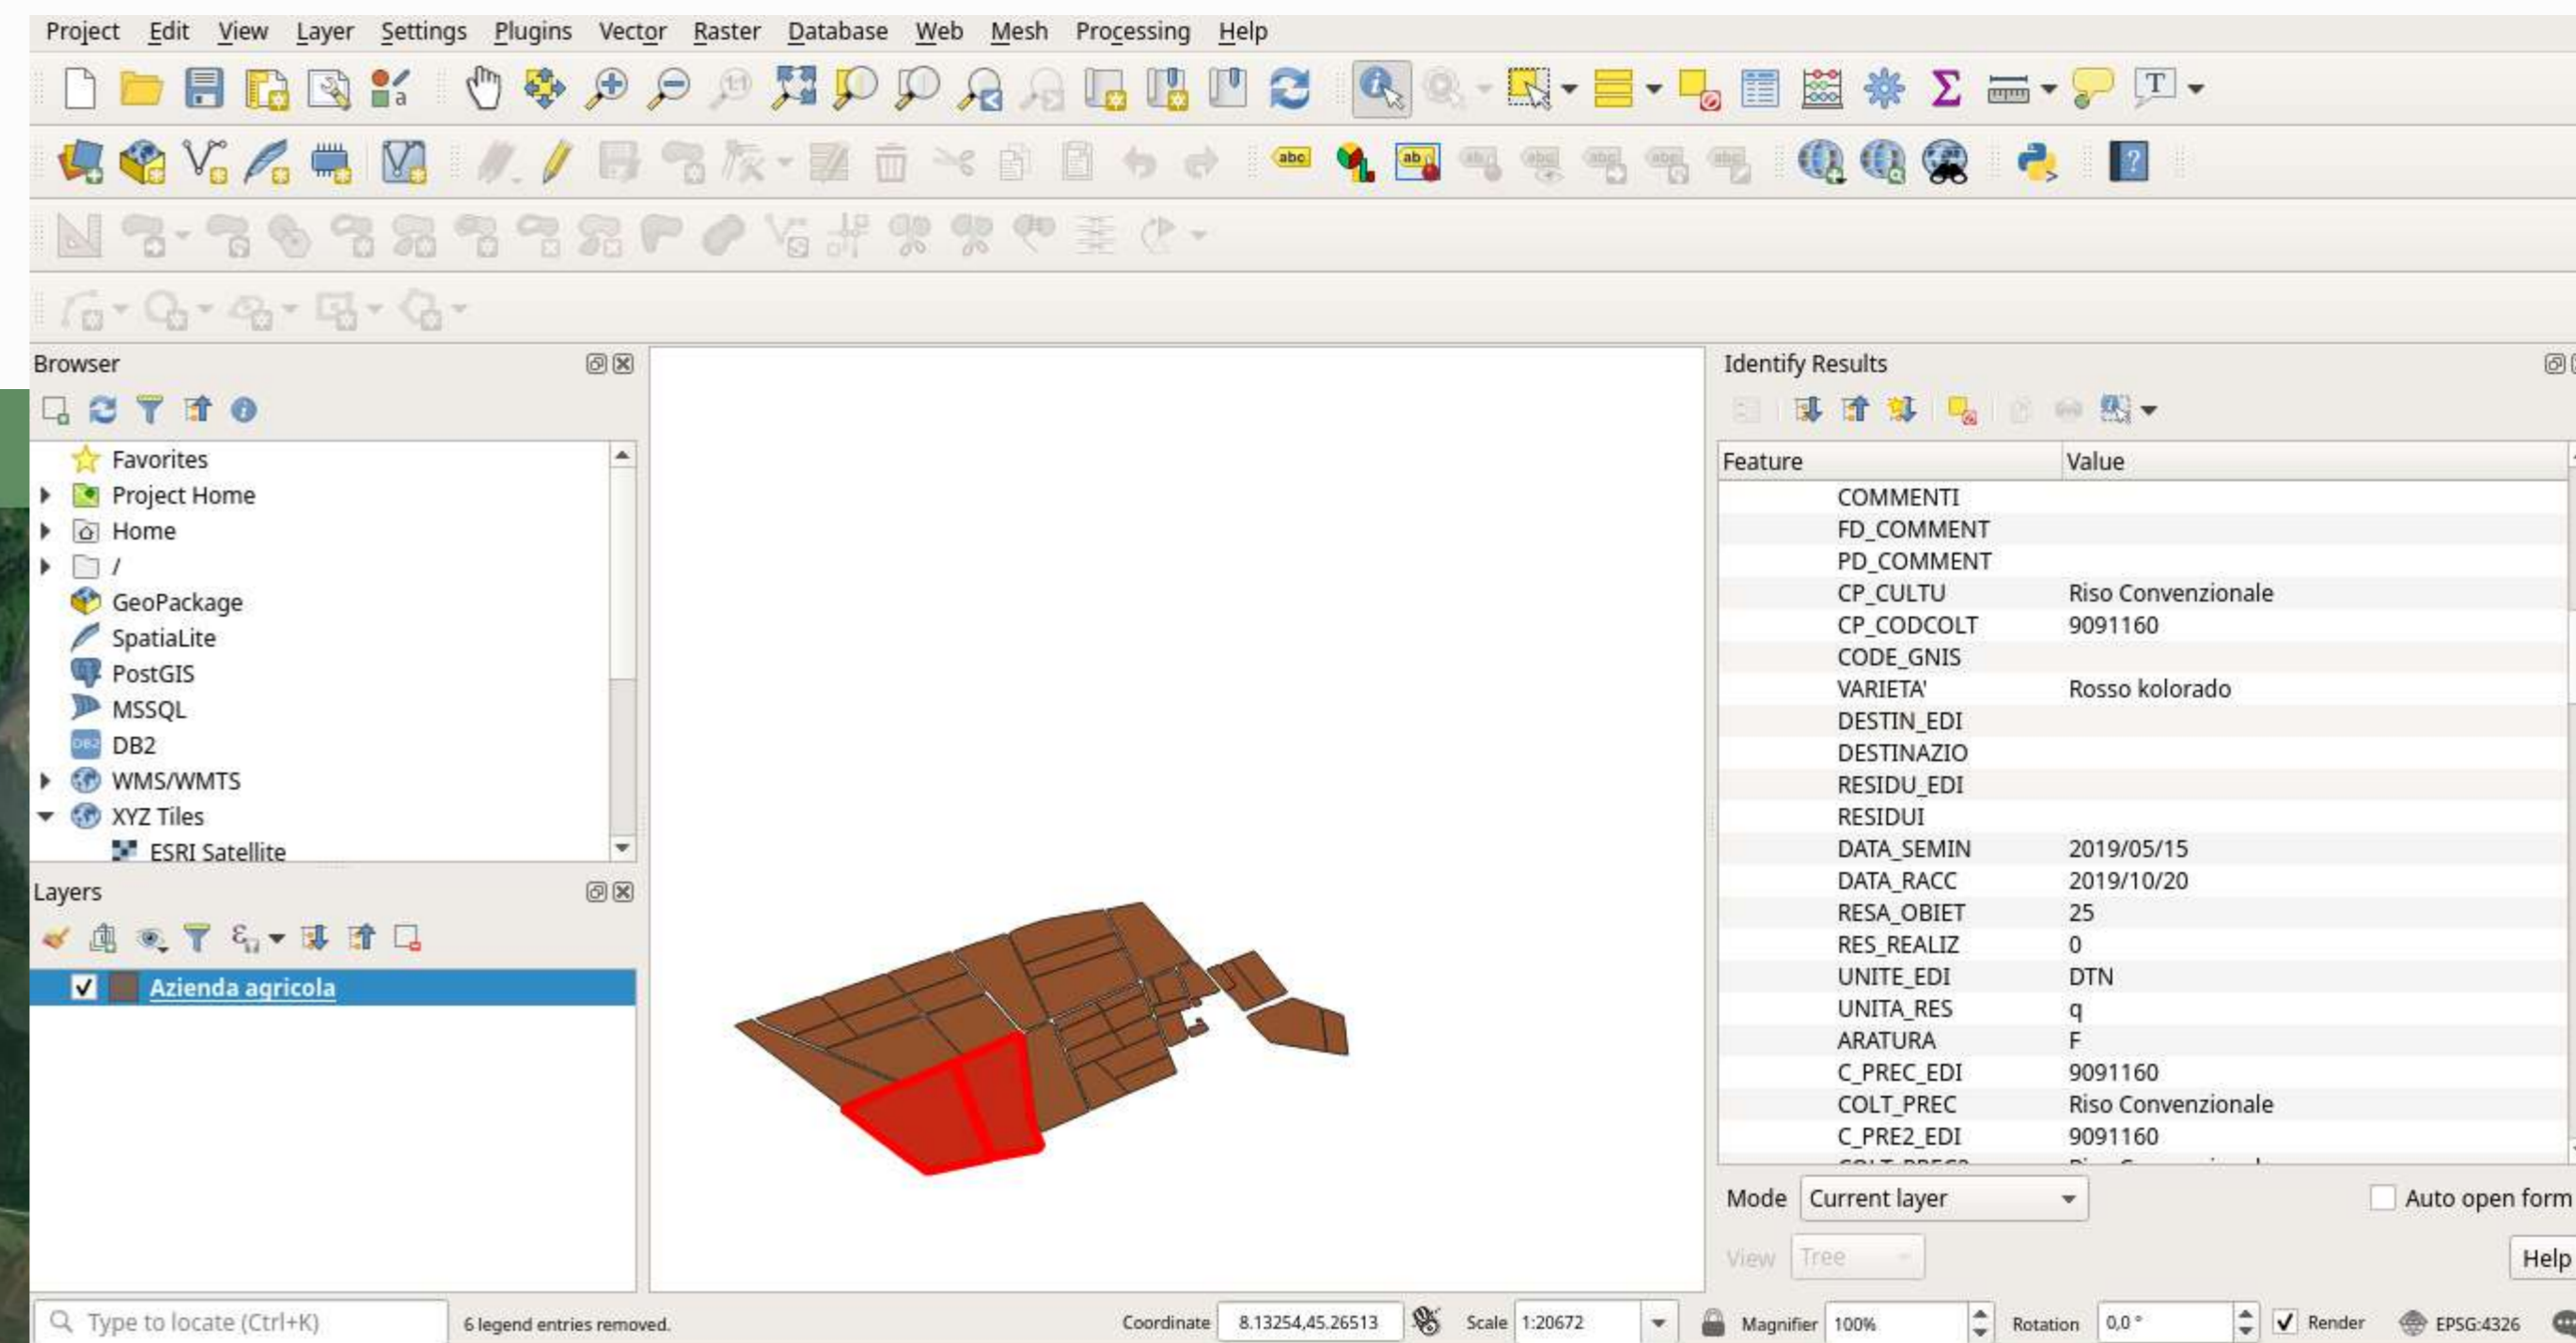 Project Edit View Layer Settings Plugins Vector Raster Database Web Mesh Processing Help
Browser
Favorites
Project Home
Home
/
GeoPackage
SpatiaLite
PostGIS
MSSQL
DB2
WMS/WMTS
XYZ Tiles
ESRI Satellite
Layers
Azienda agricola
Identify Results
Feature Value
COMMENTI
FD_COMMENT
PD_COMMENT
CP_CULTU Riso Convenzionale
CP_CODCOLT 9091160
CODE_GNIS
VARIETA' Rosso kolorado
DESTIN_EDI
DESTINAZIO
RESIDU_EDI
RESIDUI
DATA_SEMIN 2019/05/15
DATA_RACC 2019/10/20
RESA_OBIET 25
RES_REALIZ 0
UNITE_EDI DTN
UNITA_RES q
ARATURA F
C_PREC_EDI 9091160
COLT_PREC Riso Convenzionale
C_PRE2_EDI 9091160
Mode Current layer Auto open form
View Tree Help
Type to locate (Ctrl+K) 6 legend entries removed. Coordinate 8.13254,45.26513 Scale 1:20672 Magnifier 100% Rotation 0,0 ° Render EPSG:4326